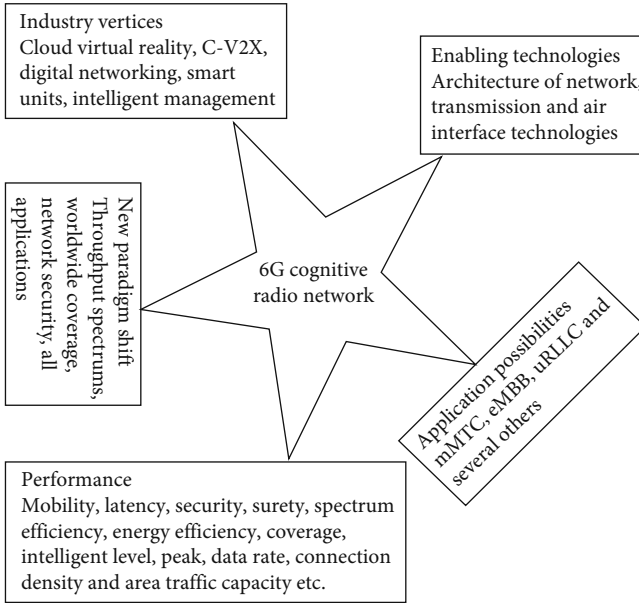 Industry vertices
Cloud virtual reality, C-V2X,
digital networking, smart
units, intelligent management
Enabling technologies
Architecture of network,
transmission and air
interface technologies
New paradigm shift
Throughput spectrums,
worldwide coverage,
network security, all
applications
6G cognitive
radio network
Application possibilities
mMTC, eMBB, uRLLC and
several others
Performance
Mobility, latency, security, surety, spectrum
efficiency, energy efficiency, coverage,
intelligent level, peak, data rate, connection
density and area traffic capacity etc.